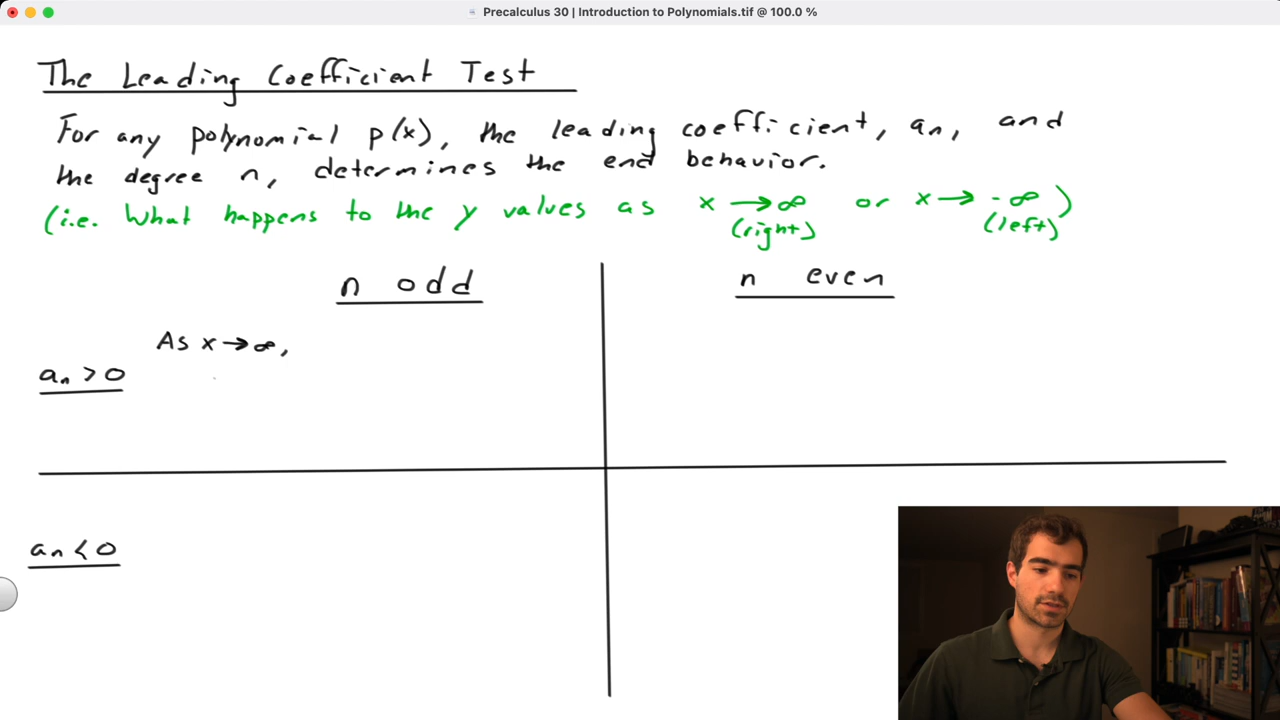 Precalculus 30 | Introduction to Polynomials.tif @ 100.0 %
The Leading Coefficient Test
For any polynomial p(x), the leading coefficient, aₙ, and
the degree n, determines the end behavior.
(i.e. What happens to the y values as x → ∞ or x → -∞)
(right) (left)
n odd n even
As x → ∞,
aₙ > 0
aₙ < 0